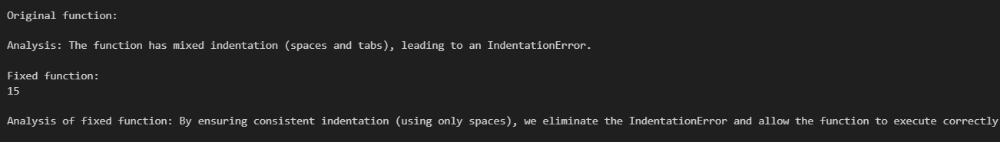 Original function:
Analysis: The function has mixed indentation (spaces and tabs), leading to an IndentationError.
Fixed function:
15
Analysis of fixed function: By ensuring consistent indentation (using only spaces), we eliminate the IndentationError and allow the function to execute correctly